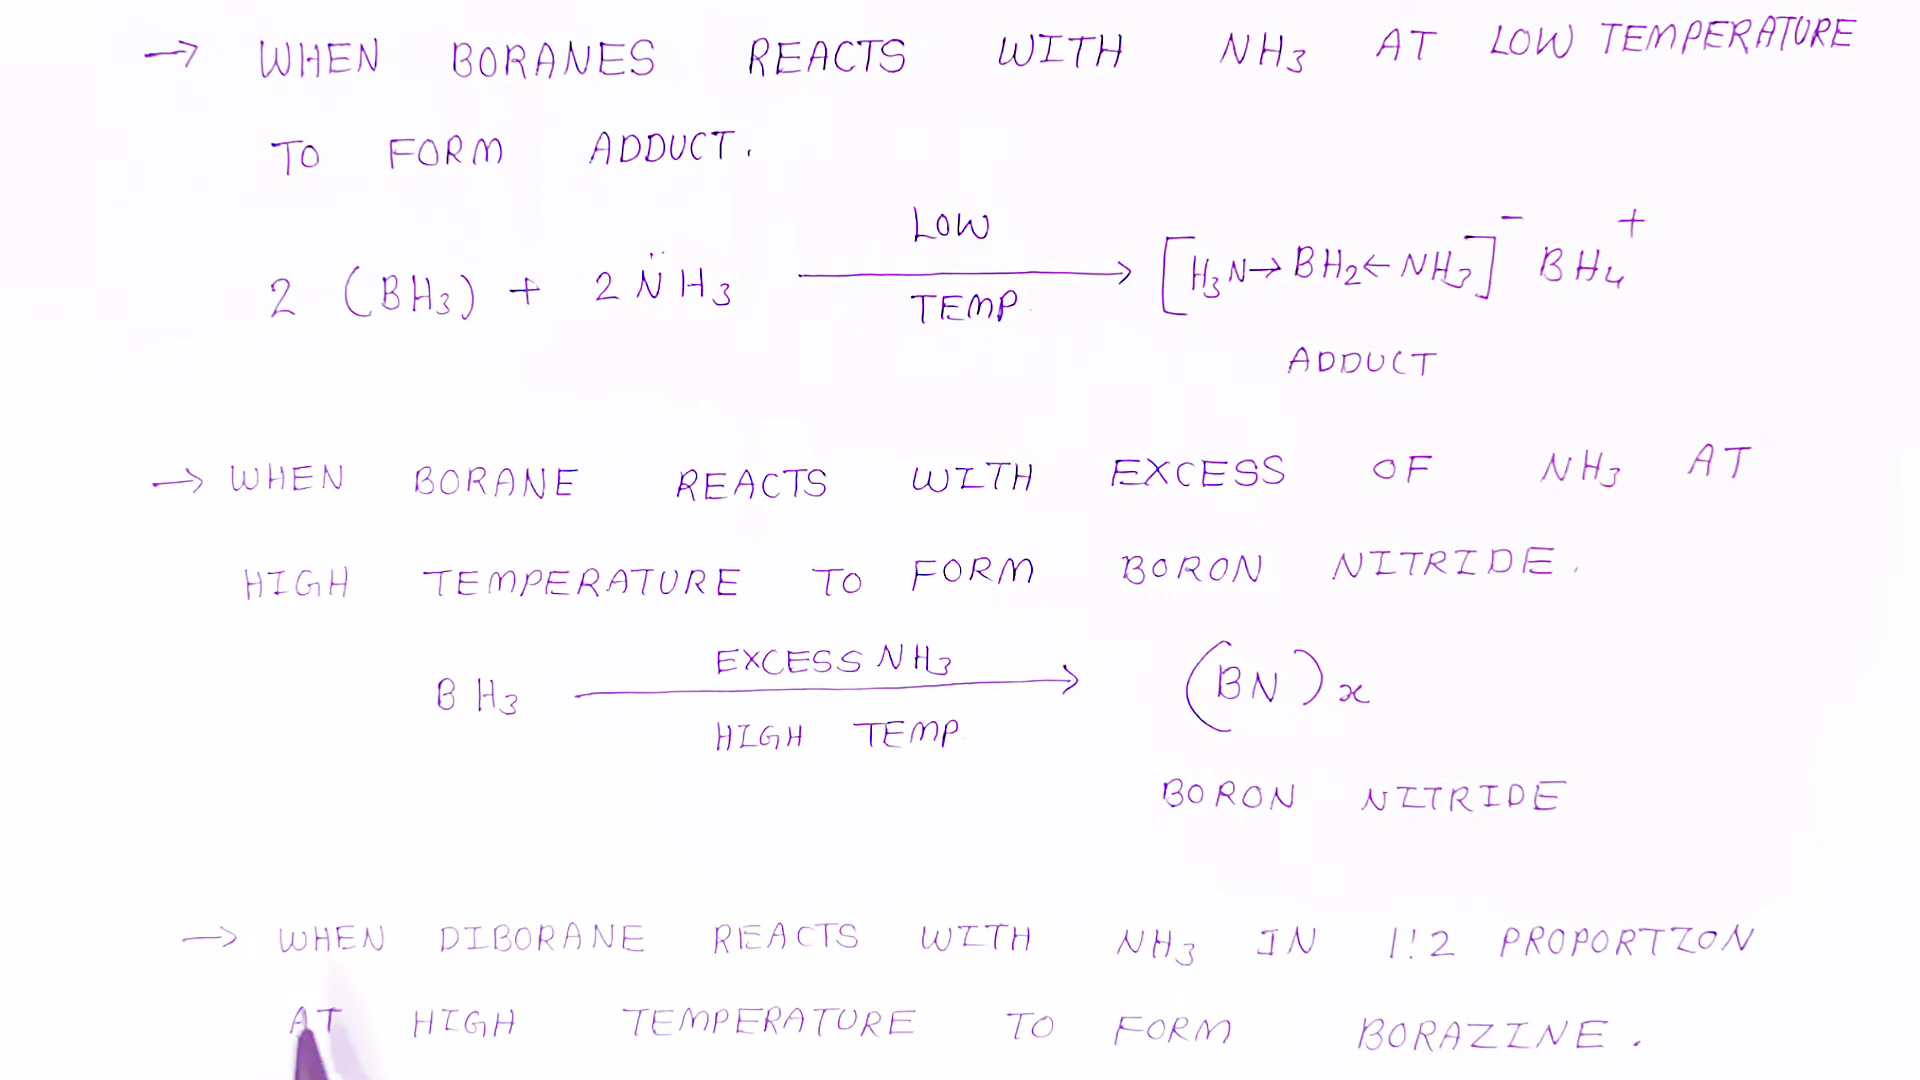 → WHEN BORANES REACTS WITH NH3 AT LOW TEMPERATURE
TO FORM ADDUCT.
LOW
2 (BH3) + 2 N̈H3 ⟶ [H3N→BH2←NH3]⁻ BH4⁺
TEMP
ADDUCT
→ WHEN BORANE REACTS WITH EXCESS OF NH3 AT
HIGH TEMPERATURE TO FORM BORON NITRIDE.
EXCESS NH3
BH3 ⟶ (BN)x
HIGH TEMP
BORON NITRIDE
→ WHEN DIBORANE REACTS WITH NH3 IN 1:2 PROPORTION
AT HIGH TEMPERATURE TO FORM BORAZINE.